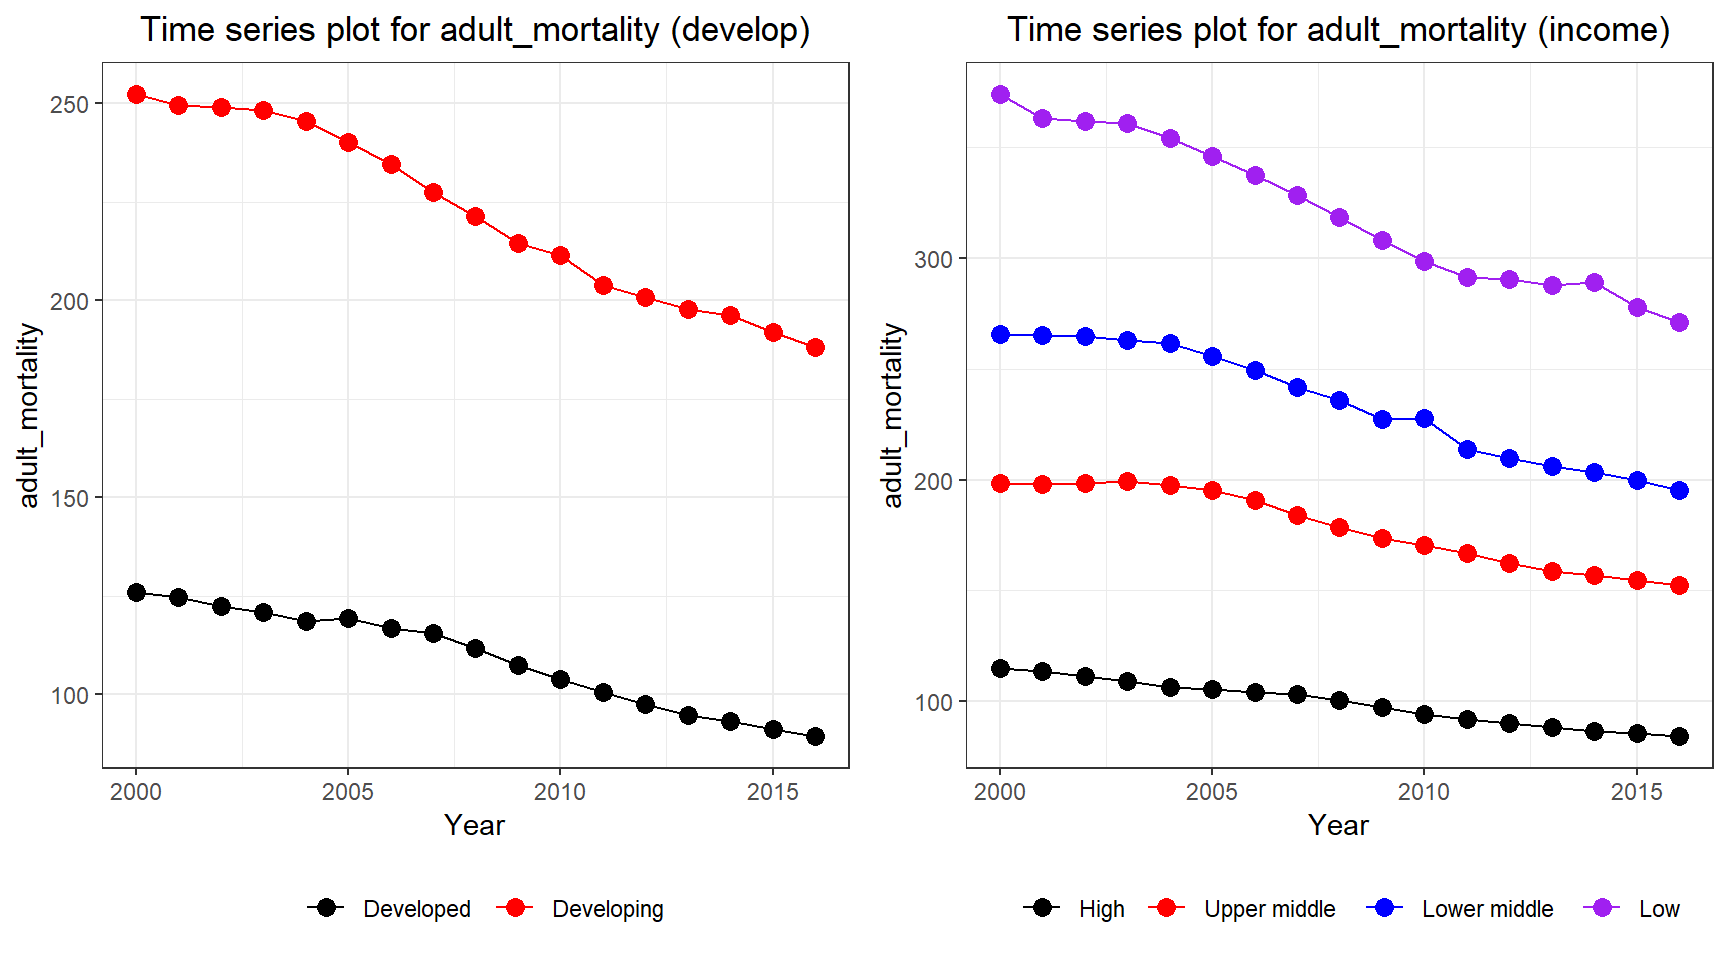 Time series plot for adult_mortality (develop)
250
200
150
100
adult_mortality
2000 2005 2010 2015
Year
Developed Developing
Time series plot for adult_mortality (income)
300
200
100
adult_mortality
2000 2005 2010 2015
Year
High Upper middle Lower middle Low